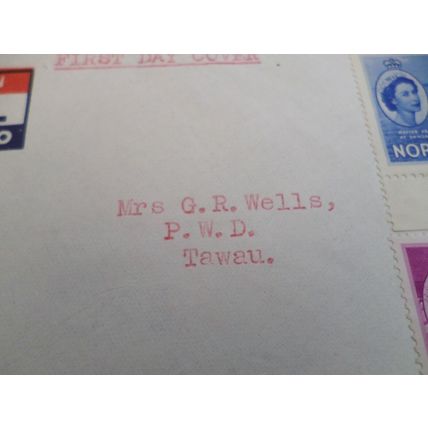 FIRST DAY COVER
Mrs G.R.Wells,
P.W.D.
Tawau.
NOR